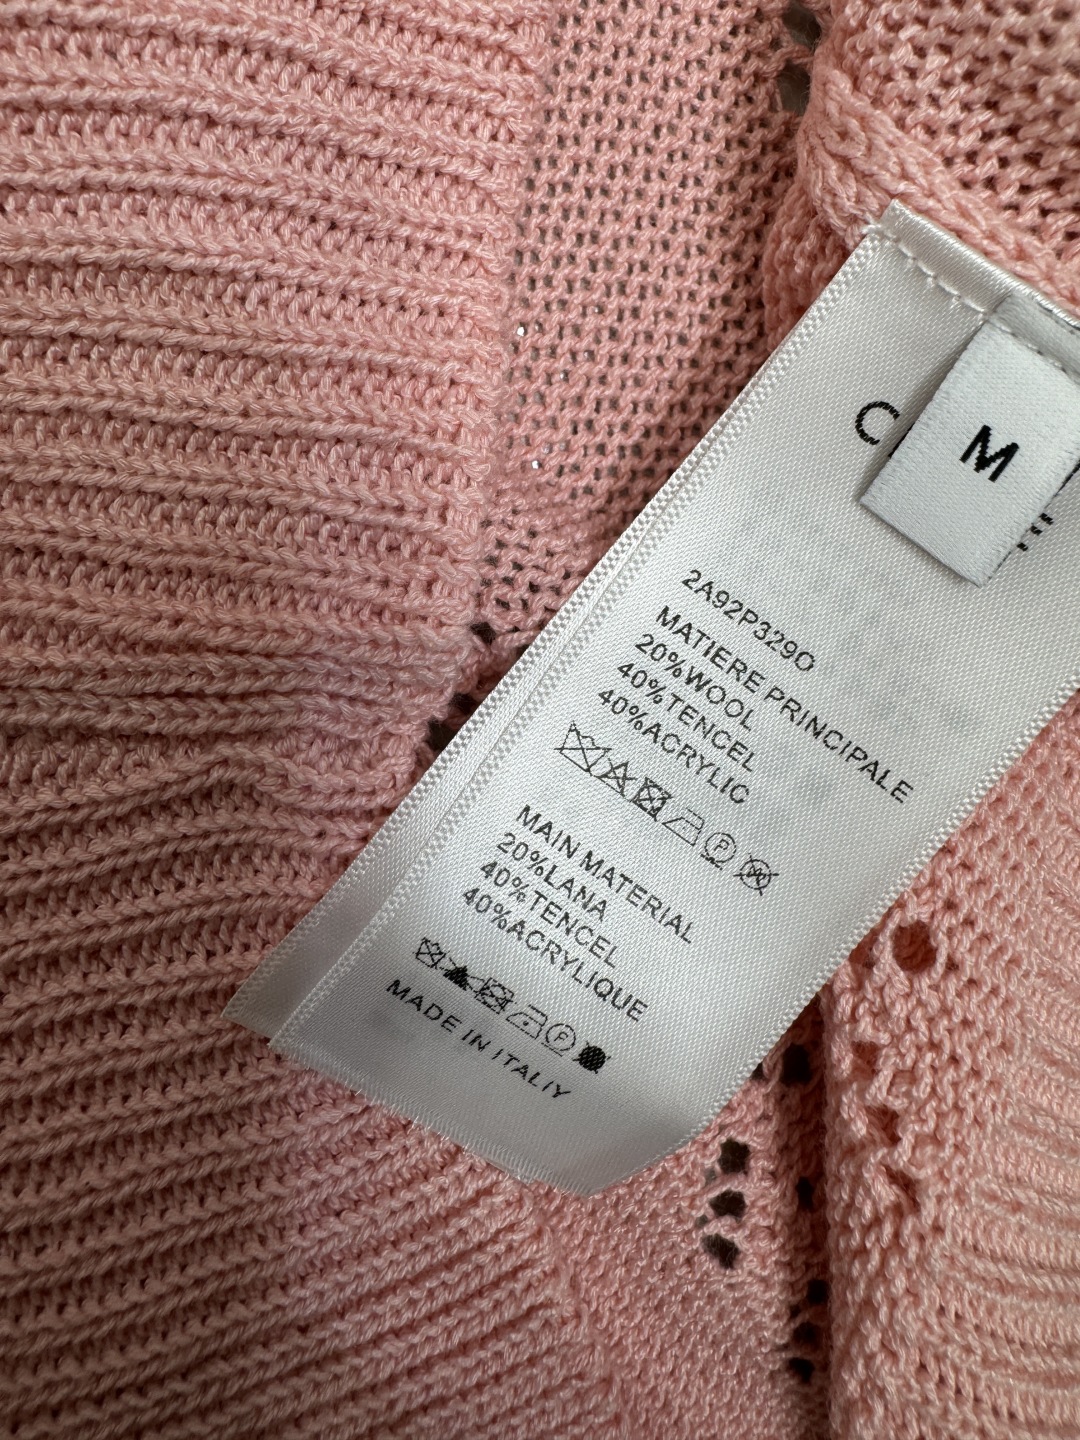 C
M
E
2A92P329O
MATIERE PRINCIPALE
20%WOOL
40%TENCEL
40%ACRYLIC
P
W
MAIN MATERIAL
20%LANA
40%TENCEL
40%ACRYLIQUE
F
MADE IN ITALIY